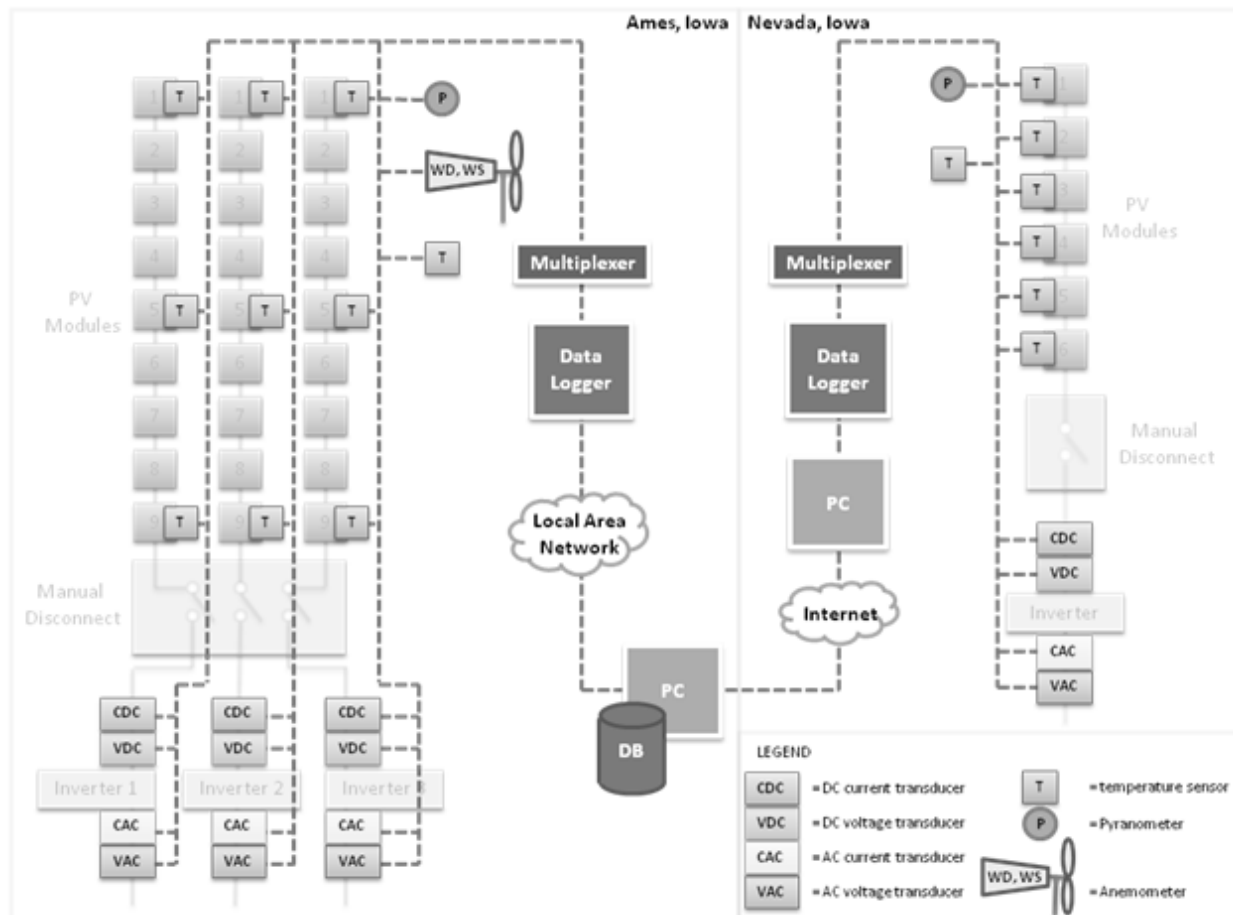 Ames, Iowa
Nevada, Iowa
1 T
1 T
1 T
P
2
2
2
WD, WS
3
3
3
4
4
4
T
PV
Modules
5 T
5 T
5 T
6
6
6
7
7
7
8
8
8
9 T
9 T
9 T
Manual
Disconnect
CDC
CDC
CDC
VDC
VDC
VDC
Inverter 1
Inverter 2
Inverter 3
CAC
CAC
CAC
VAC
VAC
VAC
Multiplexer
Data
Logger
Local Area
Network
PC
DB
Multiplexer
Data
Logger
PC
Internet
P
T
T 1
T 2
T 3
T 4
T 5
T 6
PV
Modules
Manual
Disconnect
CDC
VDC
Inverter
CAC
VAC
LEGEND
CDC = DC current transducer
VDC = DC voltage transducer
CAC = AC current transducer
VAC = AC voltage transducer
T = temperature sensor
P = Pyranometer
WD, WS = Anemometer